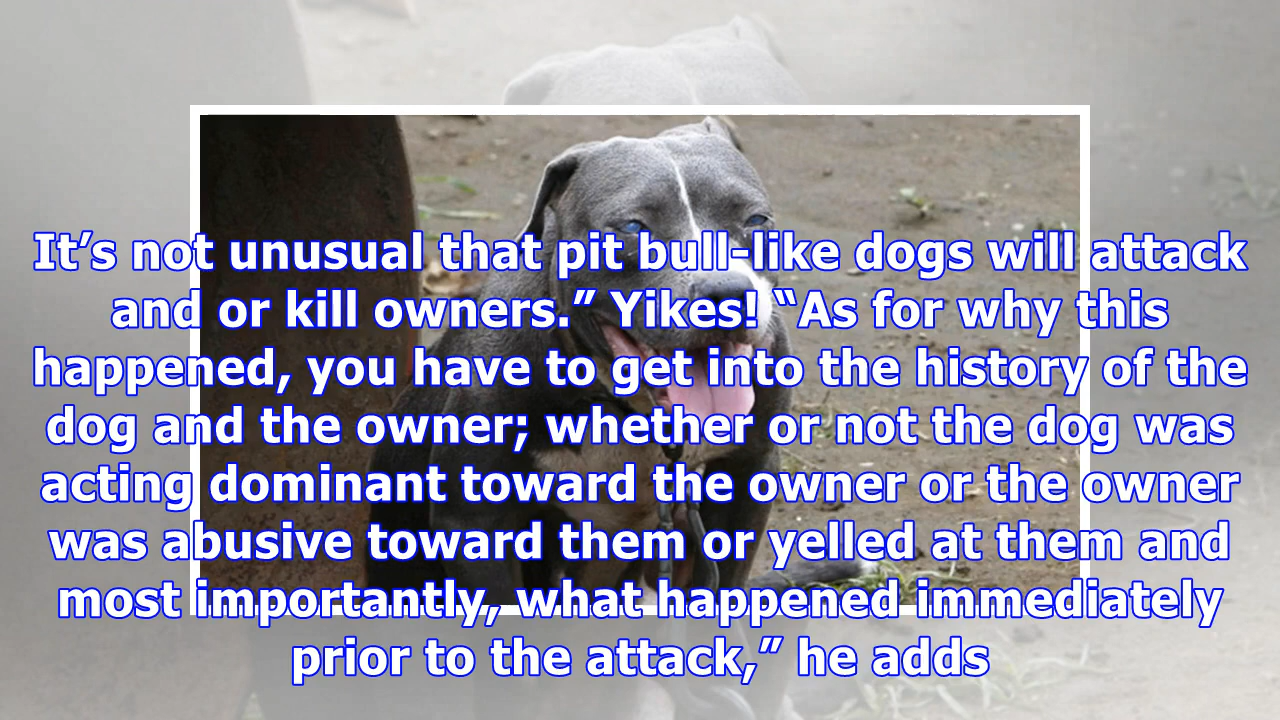 It’s not unusual that pit bull-like dogs will attack
and or kill owners.” Yikes! “As for why this
happened, you have to get into the history of the
dog and the owner; whether or not the dog was
acting dominant toward the owner or the owner
was abusive toward them or yelled at them and
most importantly, what happened immediately
prior to the attack,” he adds